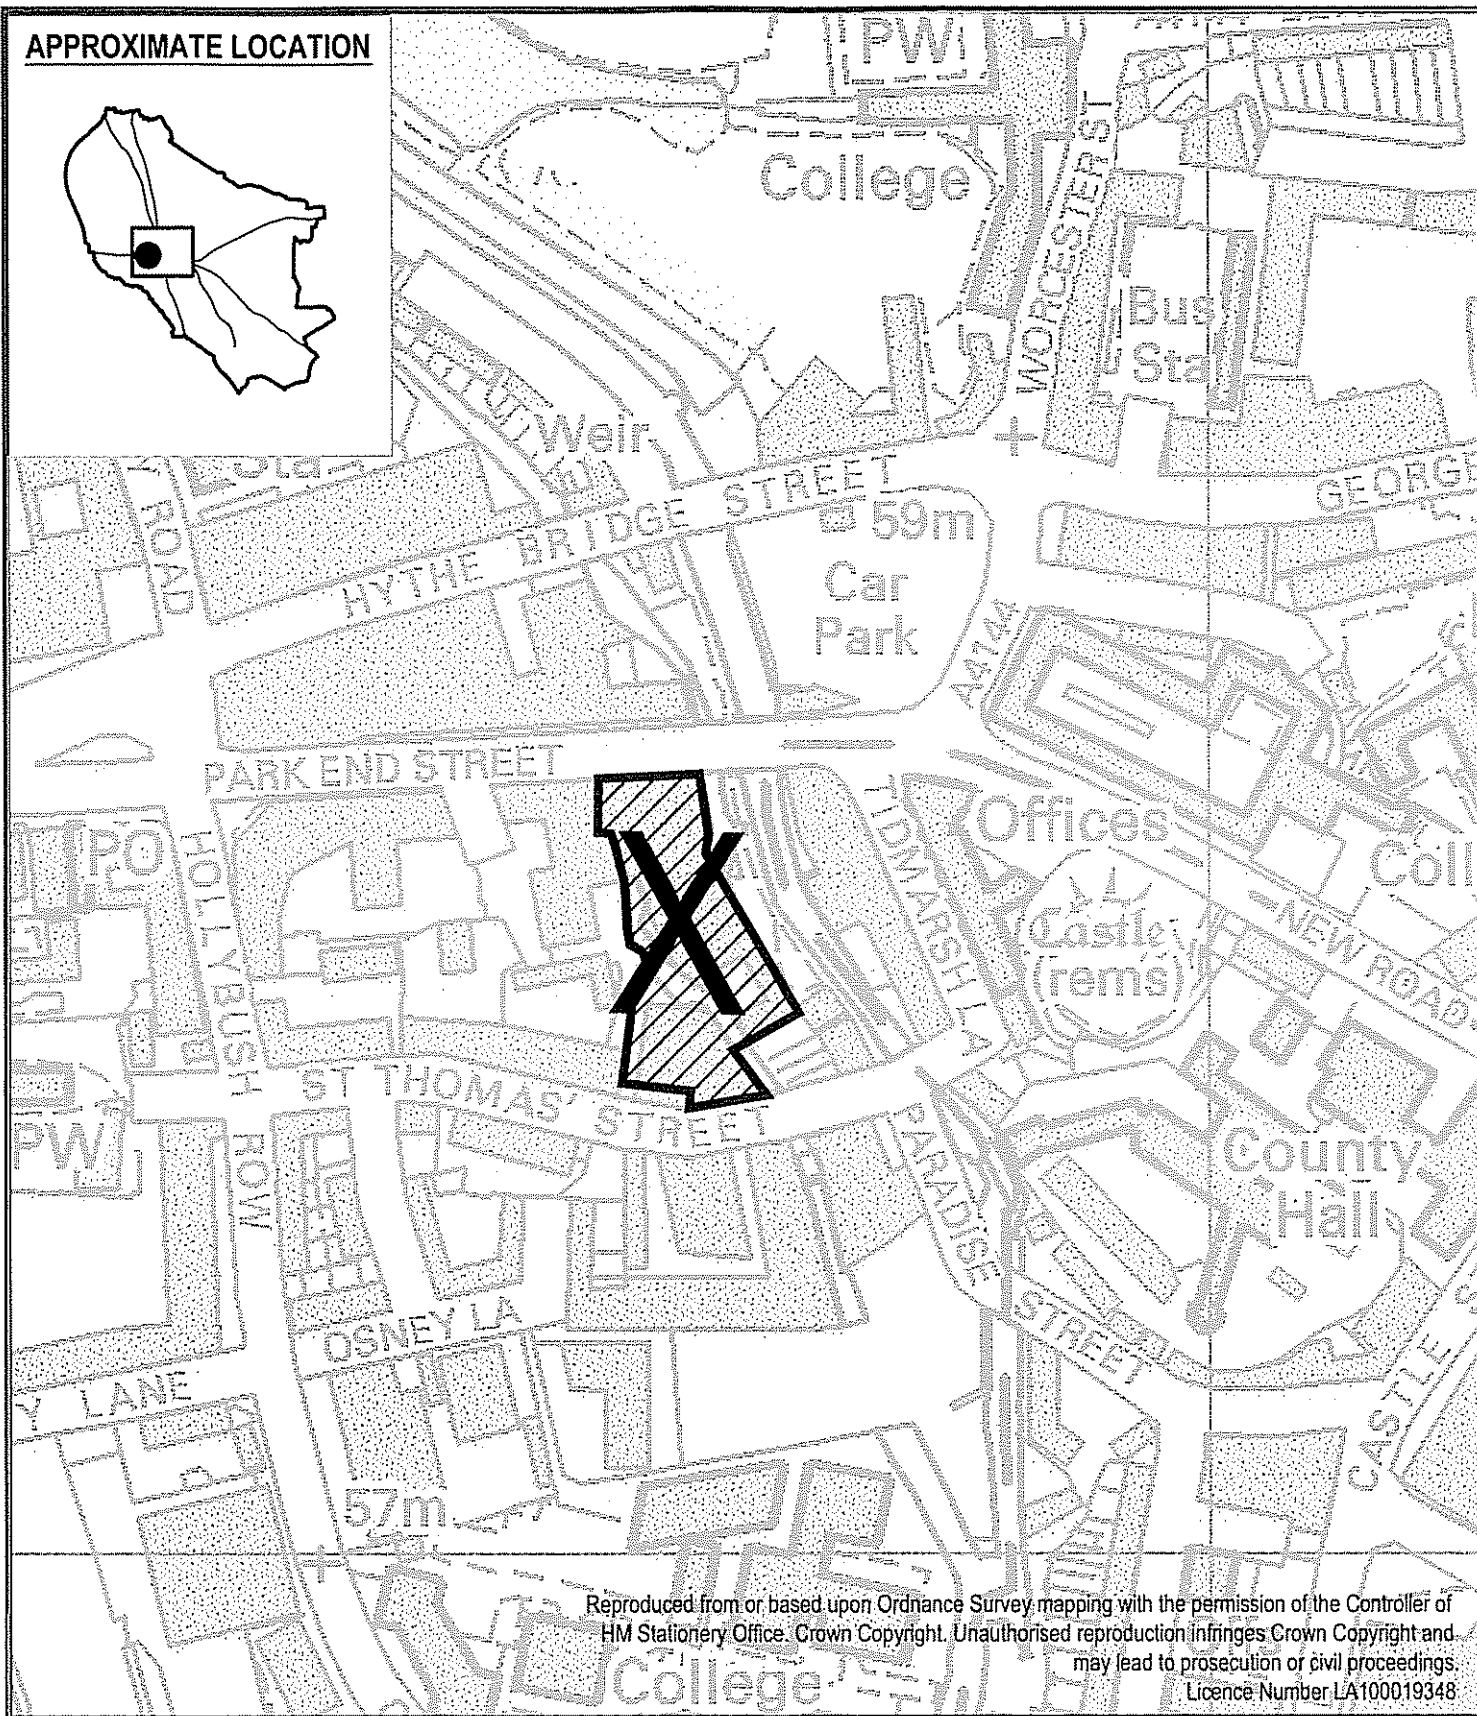 APPROXIMATE LOCATION
PW
College
WORCESTER ST
Bus
Sta
Weir
Sta
GEORGE
ROAD
HYTHE BRIDGE STREET
59m
Car
Park
A4144
PARK END STREET
PO
HOLLYBUSH ROW
TIDMARSH LA
Offices
Coll
Castle
(rems)
NEW ROAD
ST THOMAS' STREET
PW
PARADISE STREET
County
Hall
OSNEY LA
Y LANE
CASTLE S
57m
Reproduced from or based upon Ordnance Survey mapping with the permission of the Controller of
HM Stationery Office. Crown Copyright. Unauthorised reproduction infringes Crown Copyright and
may lead to prosecution or civil proceedings.
Licence Number LA100019348
College